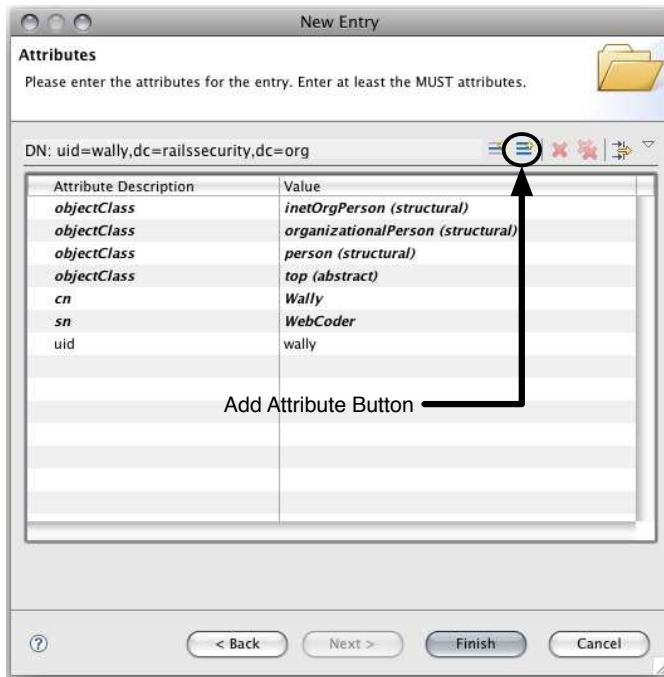 New Entry
Attributes
Please enter the attributes for the entry. Enter at least the MUST attributes.
DN: uid=wally,dc=railssecurity,dc=org
Attribute Description Value
objectClass inetOrgPerson (structural)
objectClass organizationalPerson (structural)
objectClass person (structural)
objectClass top (abstract)
cn Wally
sn WebCoder
uid wally
Add Attribute Button
? < Back Next > Finish Cancel